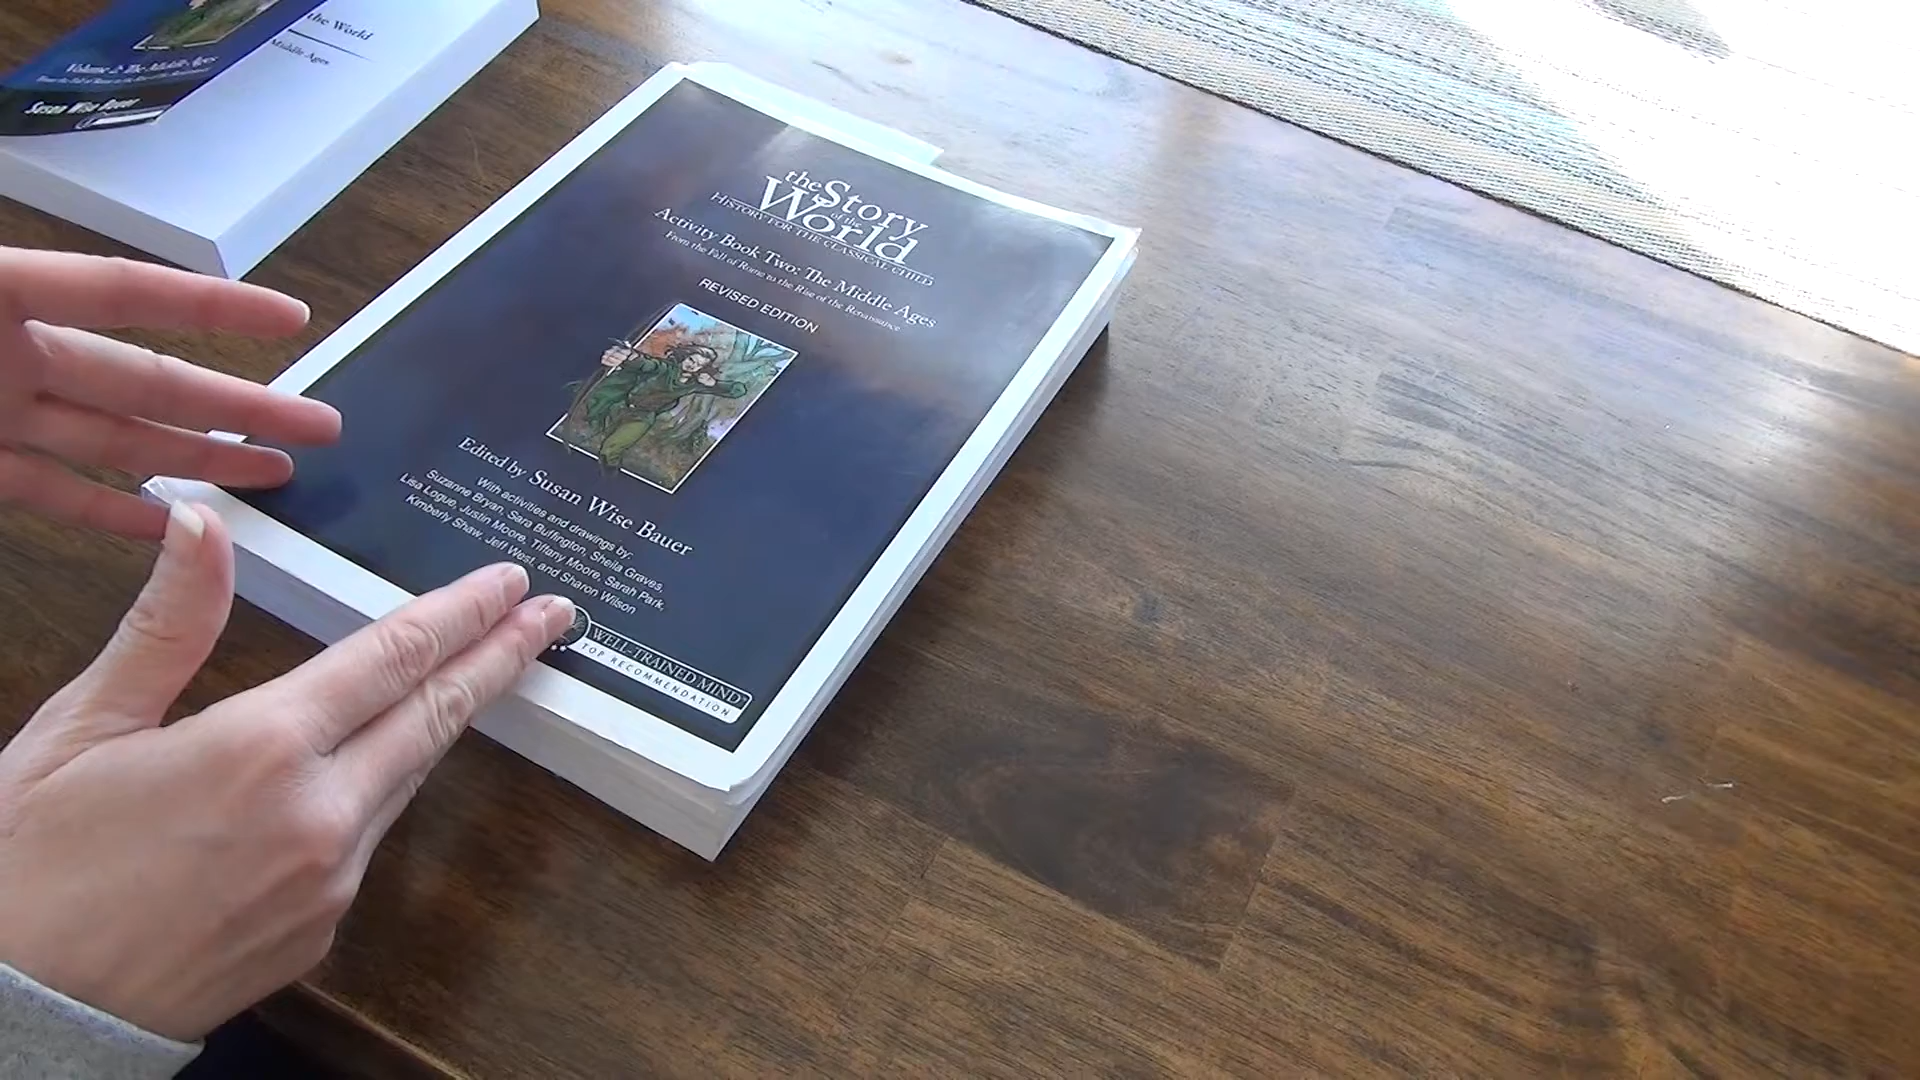 the World
Middle Ages
Volume 2: The Middle Ages
Susan Wise Bauer
the Story
of the
World
HISTORY FOR THE CLASSICAL CHILD
Activity Book Two: The Middle Ages
From the Fall of Rome to the Rise of the Renaissance
REVISED EDITION
Edited by Susan Wise Bauer
With activities and drawings by:
Suzanne Bryan, Sara Buffington, Sheila Graves,
Lisa Logue, Justin Moore, Tiffany Moore, Sarah Park,
Kimberly Shaw, Jeff West, and Sharon Wilson
WELL-TRAINED MIND
TOP RECOMMENDATION